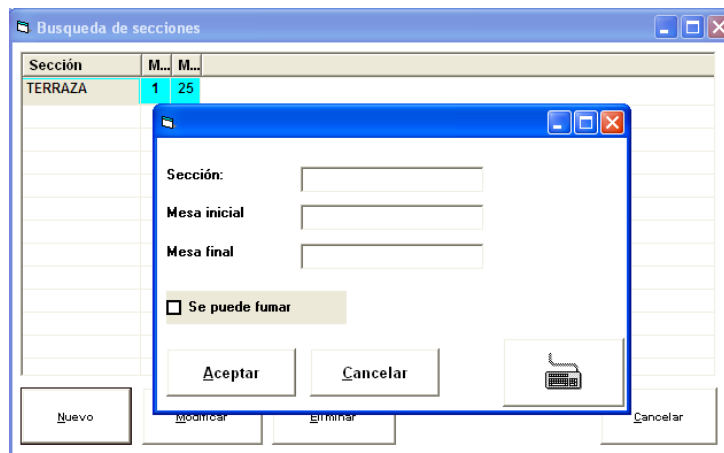 Busqueda de secciones
Sección M... M...
TERRAZA 1 25
Sección:
Mesa inicial
Mesa final
Se puede fumar
Aceptar Cancelar
Nuevo Modificar Eliminar Cancelar